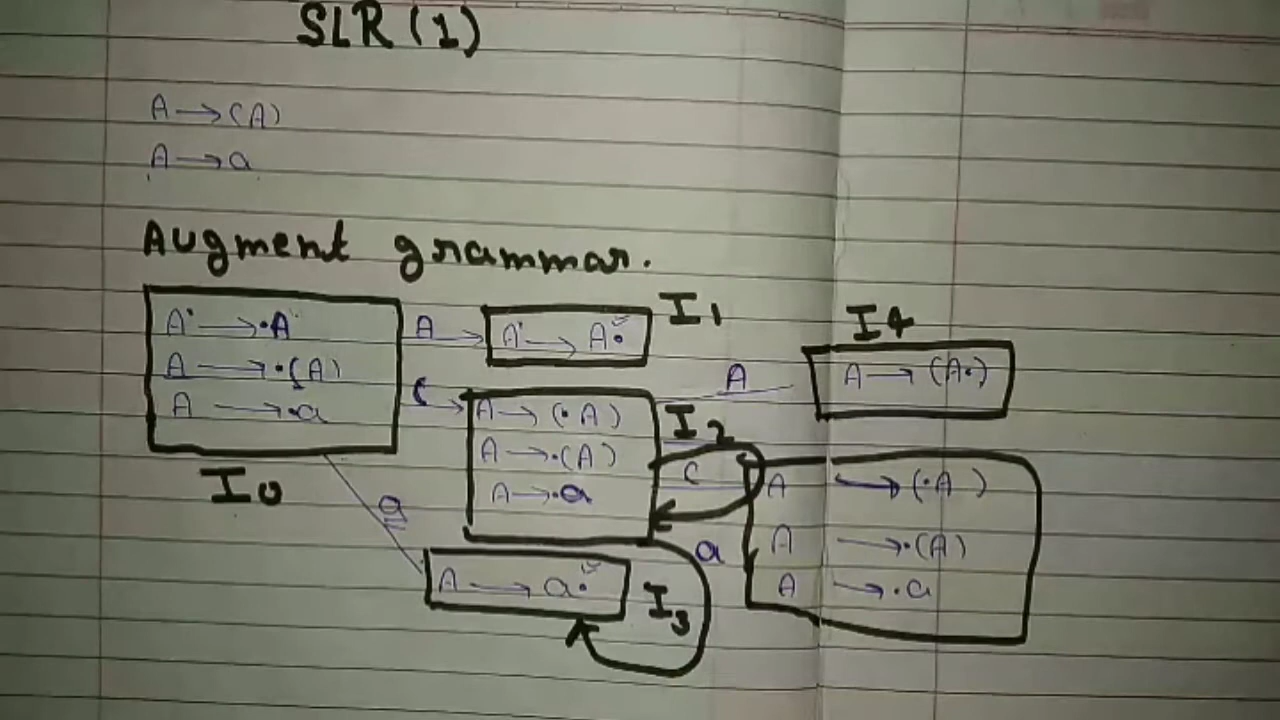 SLR (1)
A → (A)
A → a
Augment grammar.
A' → •A
A → •(A)
A → •a
I0
A
A' → A•
I1
(
A → (•A)
A → •(A)
A → •a
I2
a
A → a•
I3
A
I4
A → (A•)
(
A → (•A)
A → •(A)
A → •a
a